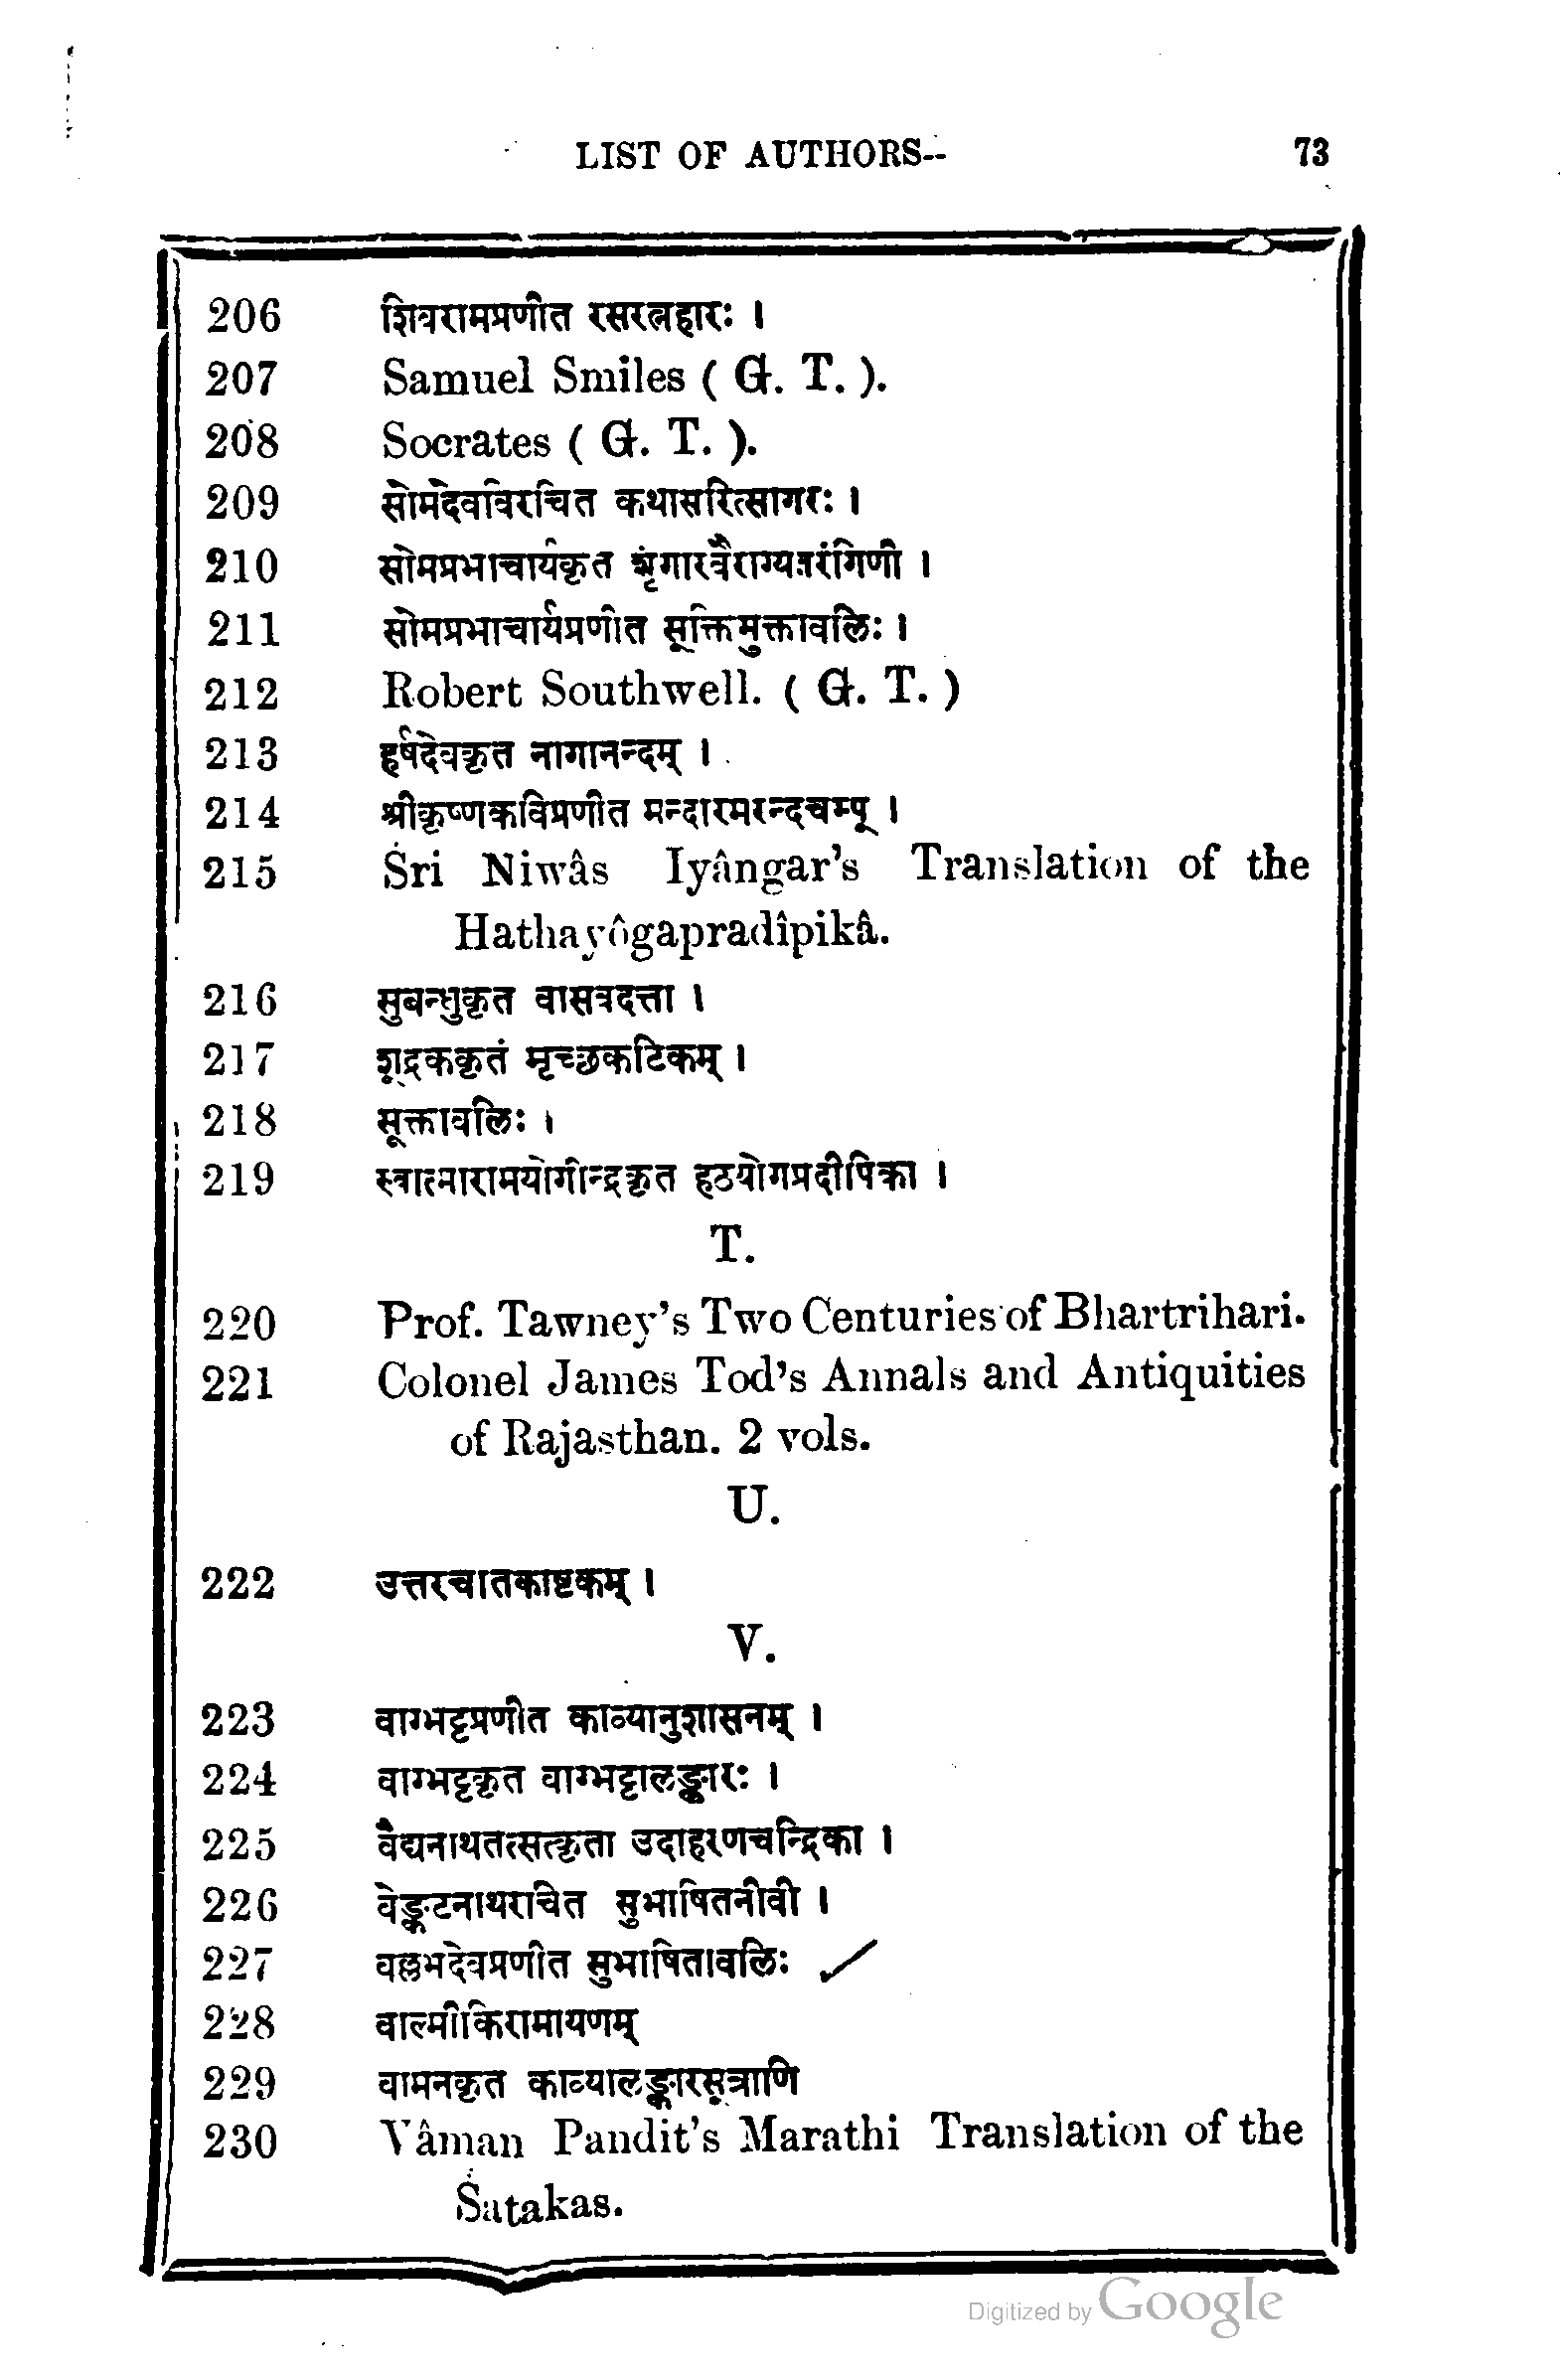 LIST OF AUTHORS-- 73
206 शिवरामप्रणीत रसरत्नहारः ।
207 Samuel Smiles ( G. T. ).
208 Socrates ( G. T. ).
209 सोमदेवविरचित कथासरित्सागरः ।
210 सोमप्रभाचार्यकृत शृंगारवैराग्यतरंगिणी ।
211 सोमप्रभाचार्यप्रणीत सूक्तिमुक्तावलिः ।
212 Robert Southwell. ( G. T. )
213 हर्षदेवकृत नागानन्दम् ।
214 श्रीकृष्णकविप्रणीत मन्दारमरन्दचम्पू ।
215 Śri Niwâs Iyângar's Translation of the
Hathayôgapradîpikâ.
216 सुबन्धुकृत वासवदत्ता ।
217 शूद्रककृतं मृच्छकटिकम् ।
218 सूक्तावलिः ।
219 स्वात्मारामयोगीन्द्रकृत हठयोगप्रदीपिका ।
T.
220 Prof. Tawney's Two Centuries of Bhartrihari.
221 Colonel James Tod's Annals and Antiquities
of Rajasthan. 2 vols.
U.
222 उत्तरचातकाष्टकम् ।
V.
223 वाग्भट्टप्रणीत काव्यानुशासनम् ।
224 वाग्भट्टकृत वाग्भट्टालङ्कारः ।
225 वैद्यनाथतत्सत्कृता उदाहरणचन्द्रिका ।
226 वेङ्कटनाथरचित सुभाषितनीवी ।
227 वल्लभदेवप्रणीत सुभाषितावलिः
228 वाल्मीकिरामायणम्
229 वामनकृत काव्यालङ्कारसूत्राणि
230 Vâman Pandit's Marathi Translation of the
Śatakas.
Digitized by Google